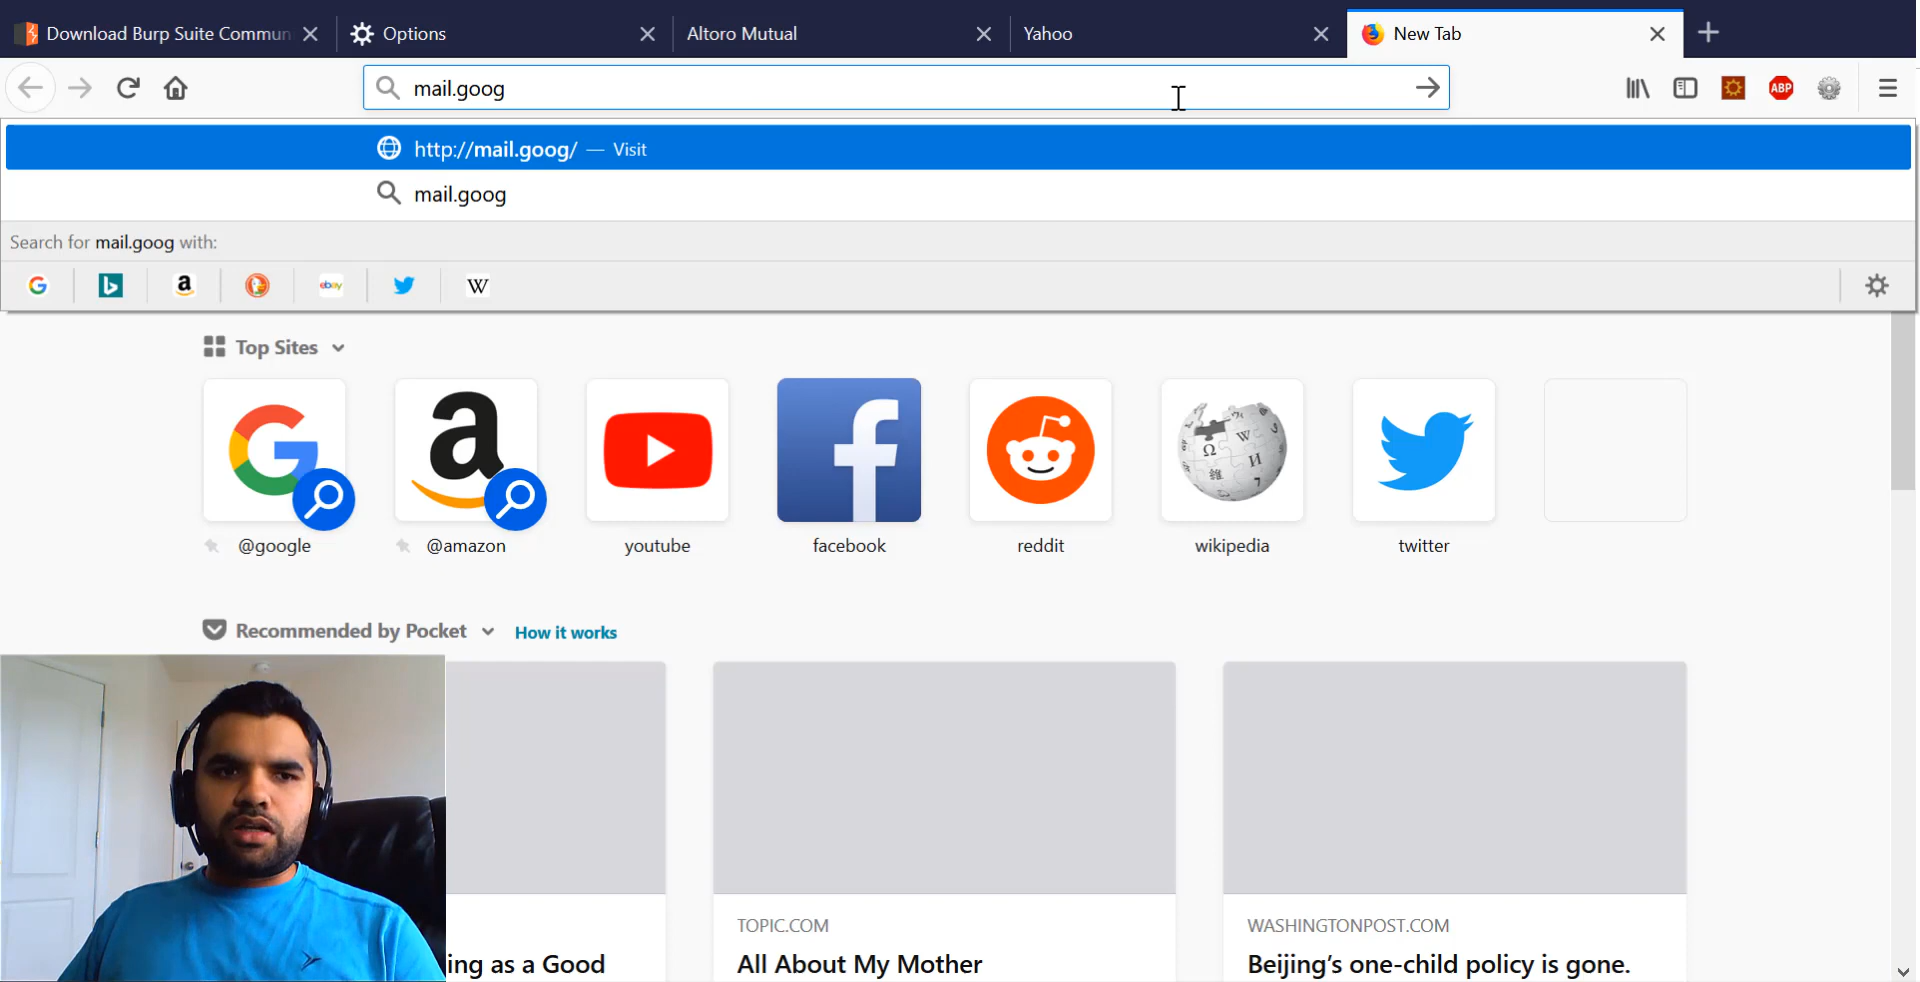 Download Burp Suite Commun
Options
Altoro Mutual
Yahoo
New Tab
mail.goog
ABP
http://mail.goog/ — Visit
mail.goog
Search for mail.goog with:
ebay
W
Top Sites
@google
@amazon
youtube
facebook
reddit
wikipedia
twitter
Recommended by Pocket
How it works
TOPIC.COM
WASHINGTONPOST.COM
ing as a Good
All About My Mother
Beijing's one-child policy is gone.